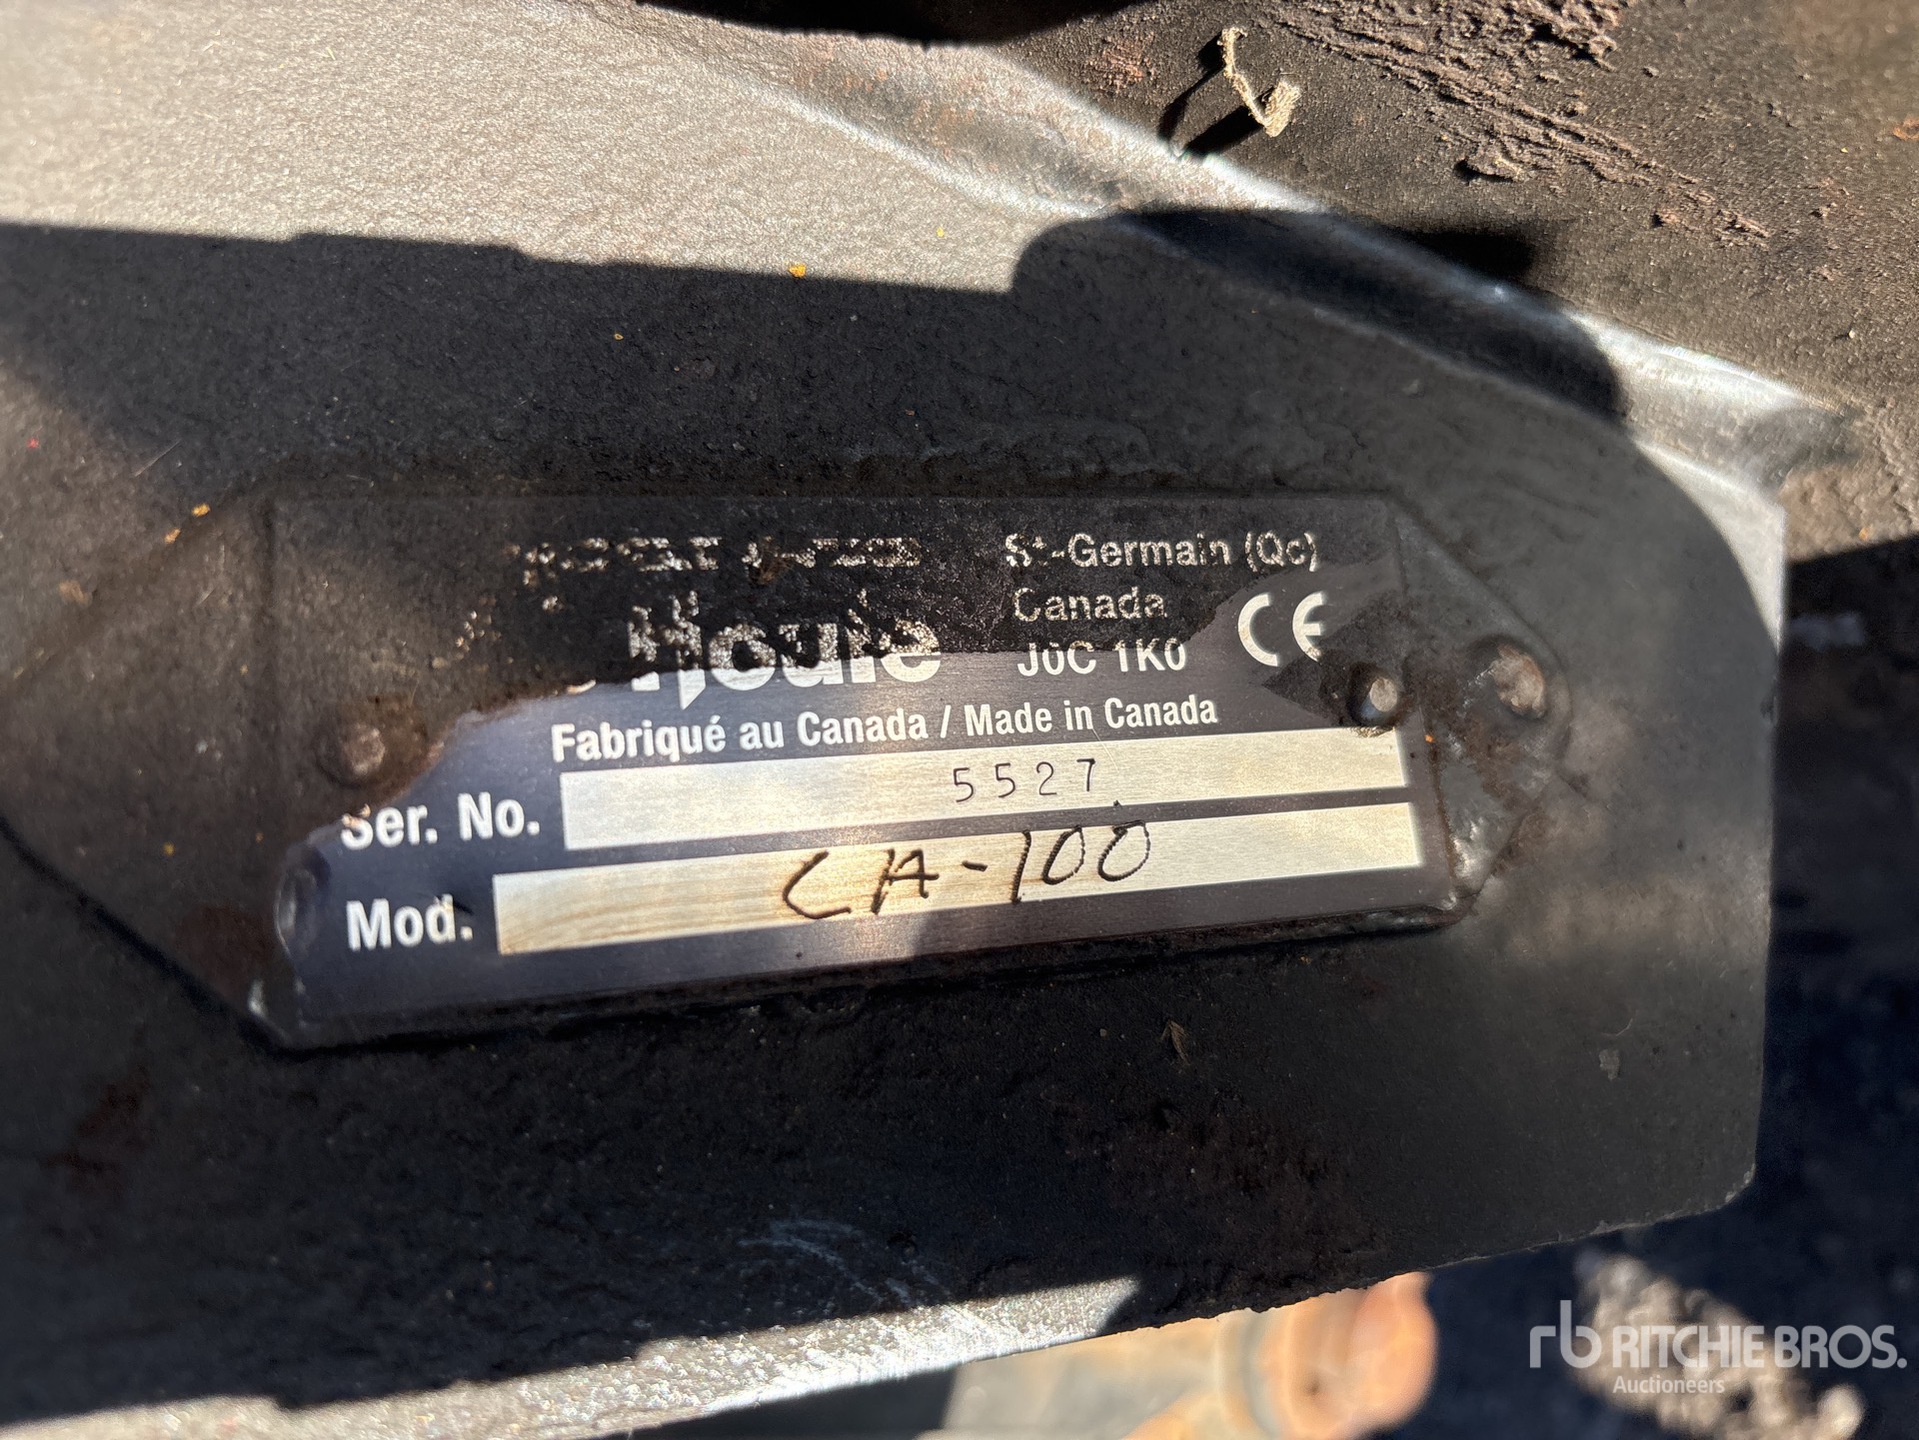 St-Germain (Qc)
Canada
Houle
J0C 1K0
CE
Fabriqué au Canada / Made in Canada
Ser. No. 5527
Mod. CA-100
rb RITCHIE BROS.
Auctioneers